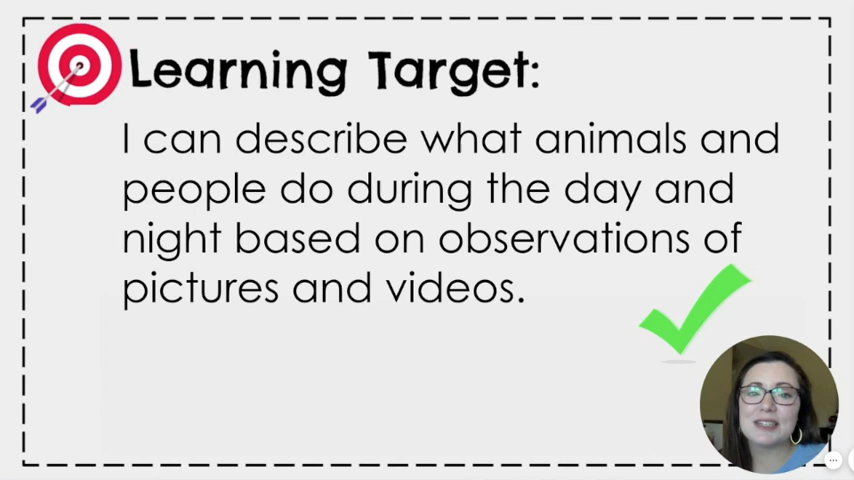 Learning Target:
I can describe what animals and
people do during the day and
night based on observations of
pictures and videos.